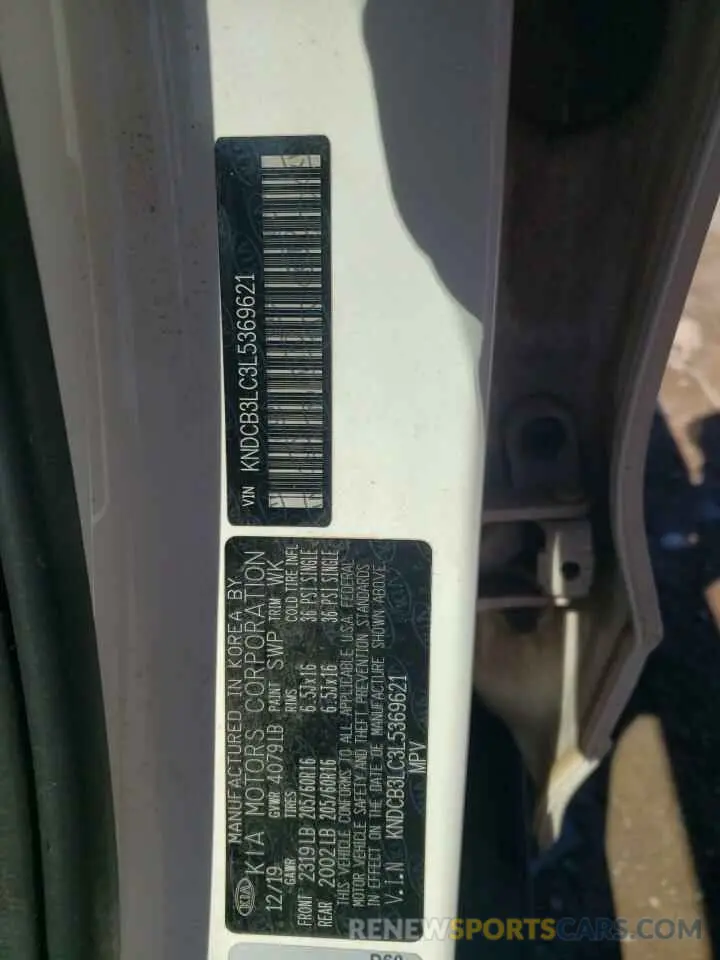 VIN KNDCB3LC3L5369621
KIA
MANUFACTURED IN KOREA BY
KIA MOTORS CORPORATION
12/19 GVWR 4079LB PAINT SWP TRIM WK
GAWR TIRES RIMS COLD TIRE INFL
FRONT 2319LB 205/60R16 6.5Jx16 36 PSI SINGLE
REAR 2002LB 205/60R16 6.5Jx16 36 PSI SINGLE
THIS VEHICLE CONFORMS TO ALL APPLICABLE U.S.A. FEDERAL
MOTOR VEHICLE SAFETY AND THEFT PREVENTION STANDARDS
IN EFFECT ON THE DATE OF MANUFACTURE SHOWN ABOVE.
V.I.N KNDCB3LC3L5369621
MPV
RENEWSPORTSCARS.COM